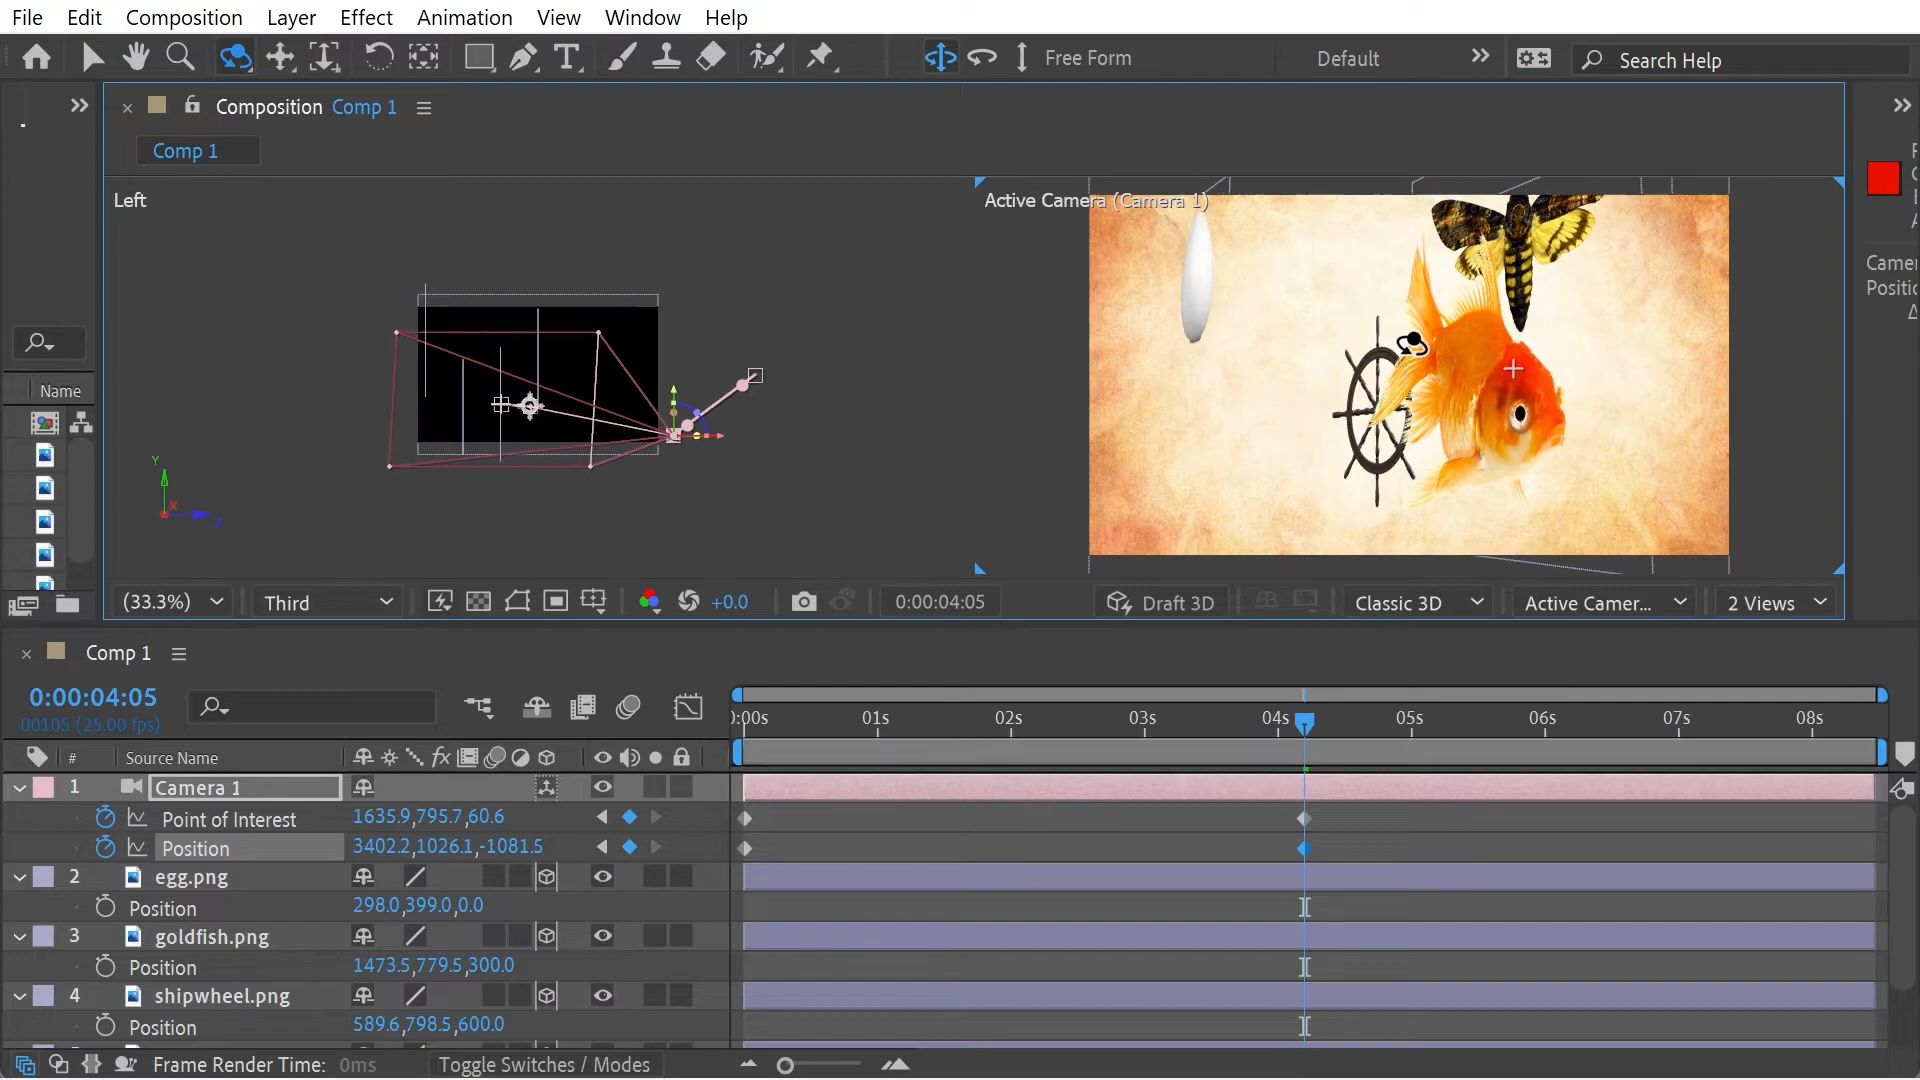 File Edit Composition Layer Effect Animation View Window Help
Free Form Default Search Help
Composition Comp 1
Comp 1
Left
Active Camera (Camera 1)
Y
X
Z
Name
Positic
(33.3%) Third +0.0 0:00:04:05 Draft 3D Classic 3D Active Camer... 2 Views
Comp 1
0:00:04:05
00105 (25.00 fps)
0:00s 01s 02s 03s 04s 05s 06s 07s 08s
# Source Name fx
1 Camera 1
Point of Interest 1635.9,795.7,60.6
Position 3402.2,1026.1,-1081.5
2 egg.png
Position 298.0,399.0,0.0
3 goldfish.png
Position 1473.5,779.5,300.0
4 shipwheel.png
Position 589.6,798.5,600.0
Frame Render Time: 0ms Toggle Switches / Modes